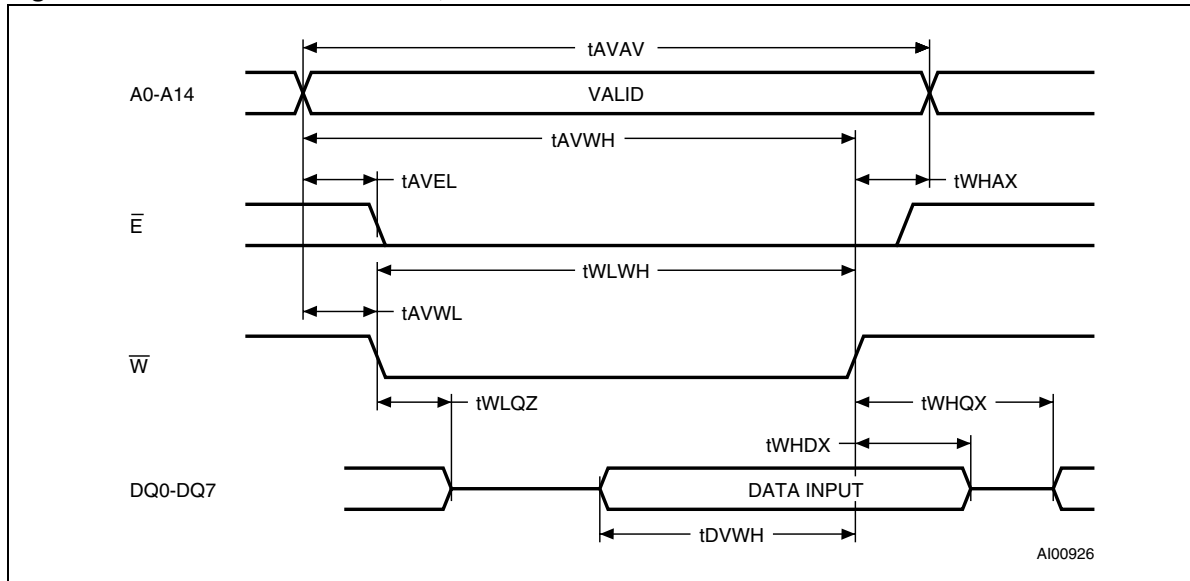 tAVAV
A0-A14
VALID
tAVWH
tAVEL
tWHAX
E̅
tWLWH
tAVWL
W̅
tWLQZ
tWHQX
tWHDX
DQ0-DQ7
DATA INPUT
tDVWH
AI00926